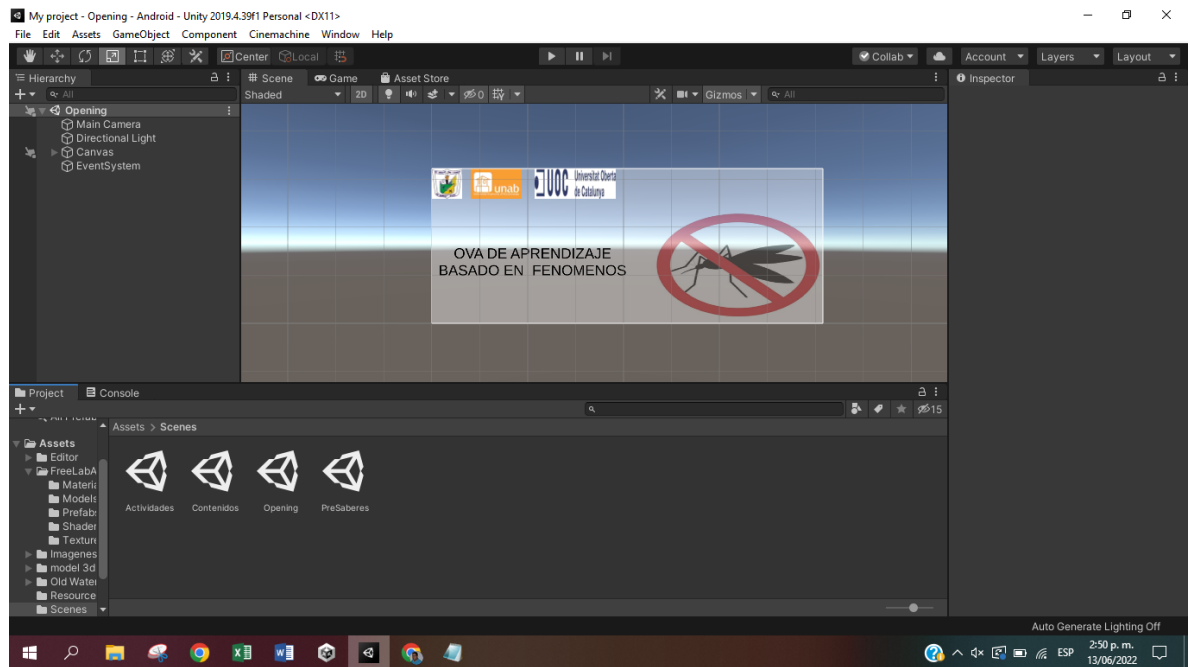 My project - Opening - Android - Unity 2019.4.39f1 Personal <DX11>
File Edit Assets GameObject Component Cinemachine Window Help
Center Local Collab Account Layers Layout
Hierarchy Scene Game Asset Store Inspector
All Shaded 2D 0 Gizmos All
Opening
Main Camera
Directional Light
Canvas
EventSystem
unab UOC Universitat Oberta
de Catalunya
OVA DE APRENDIZAJE
BASADO EN FENOMENOS
Project Console
15
Assets > Scenes
Assets
Editor
FreeLabA
Materia
Models
Prefab
Shader
Texture
Imagenes
model 3d
Old Water
Resource
Scenes
Actividades Contenidos Opening PreSaberes
Auto Generate Lighting Off
ESP 2:50 p. m.
13/06/2022